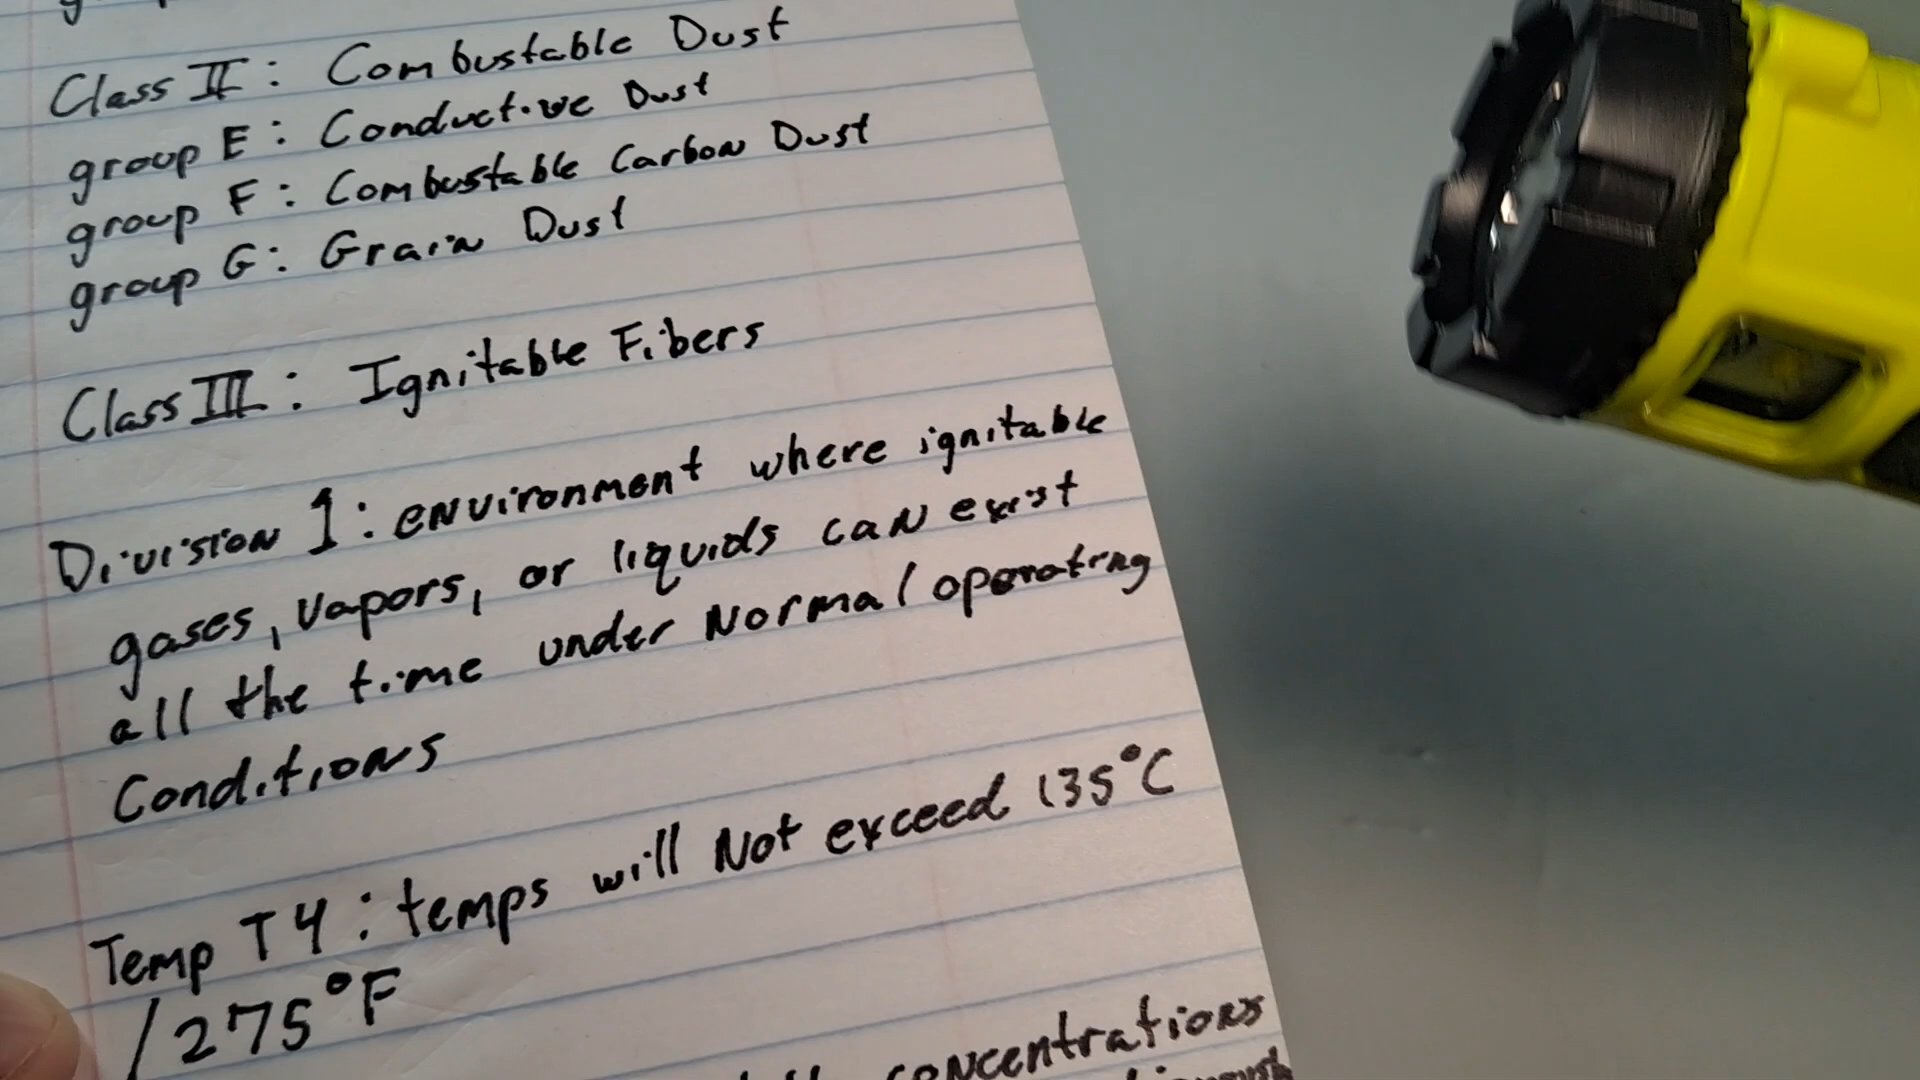 Class II: Combustable Dust
group E: Conductive Dust
group F: Combustable Carbon Dust
group G: Grain Dust
Class III: Ignitable Fibers
Division 1: environment where ignitable
gases, vapors, or liquids can exist
all the time under Normal operating
Conditions
Temp T4: temps will Not exceed 135°C
/275°F
concentrations